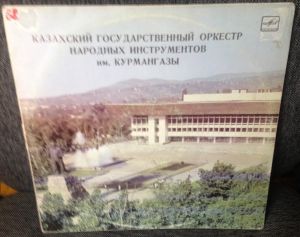 КАЗАХСКИЙ ГОСУДАРСТВЕННЫЙ ОРКЕСТР
НАРОДНЫХ ИНСТРУМЕНТОВ
им. КУРМАНГАЗЫ